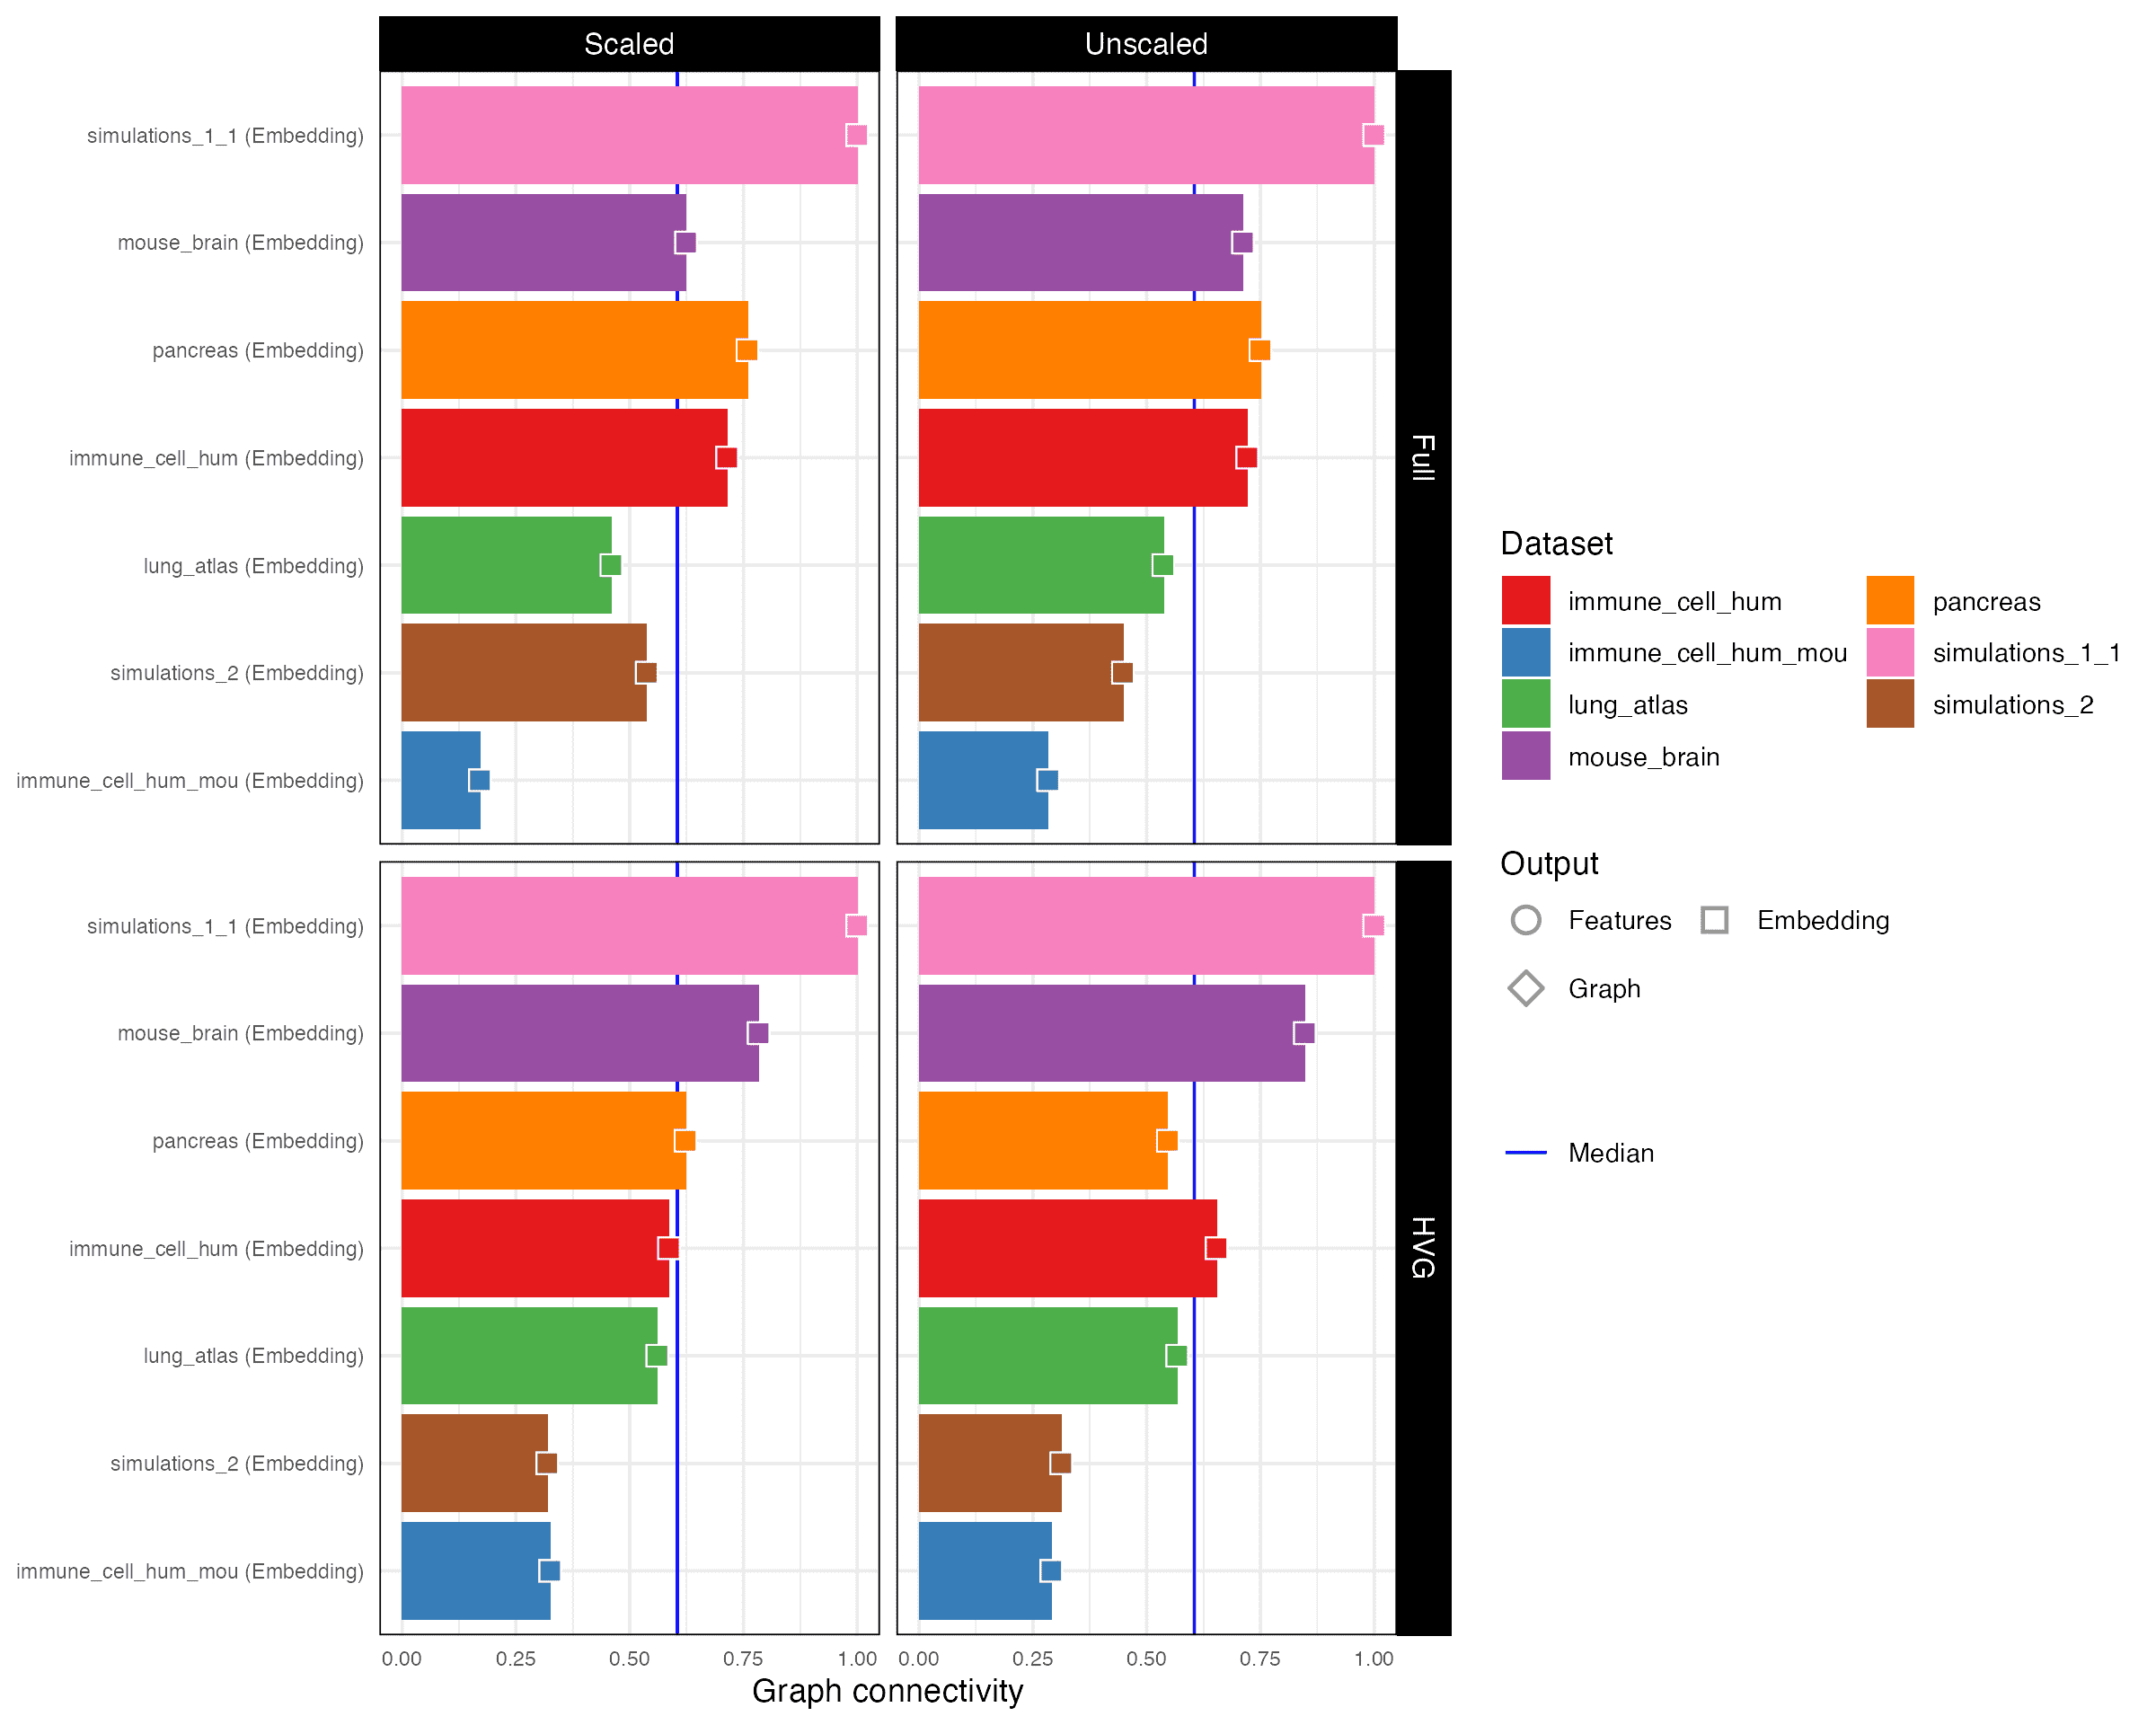 Scaled
Unscaled
simulations_1_1 (Embedding)
mouse_brain (Embedding)
pancreas (Embedding)
immune_cell_hum (Embedding)
lung_atlas (Embedding)
simulations_2 (Embedding)
immune_cell_hum_mou (Embedding)
Full
simulations_1_1 (Embedding)
mouse_brain (Embedding)
pancreas (Embedding)
immune_cell_hum (Embedding)
lung_atlas (Embedding)
simulations_2 (Embedding)
immune_cell_hum_mou (Embedding)
HVG
0.00 0.25 0.50 0.75 1.00 0.00 0.25 0.50 0.75 1.00
Graph connectivity
Dataset
immune_cell_hum
immune_cell_hum_mou
lung_atlas
mouse_brain
pancreas
simulations_1_1
simulations_2
Output
Features
Embedding
Graph
Median